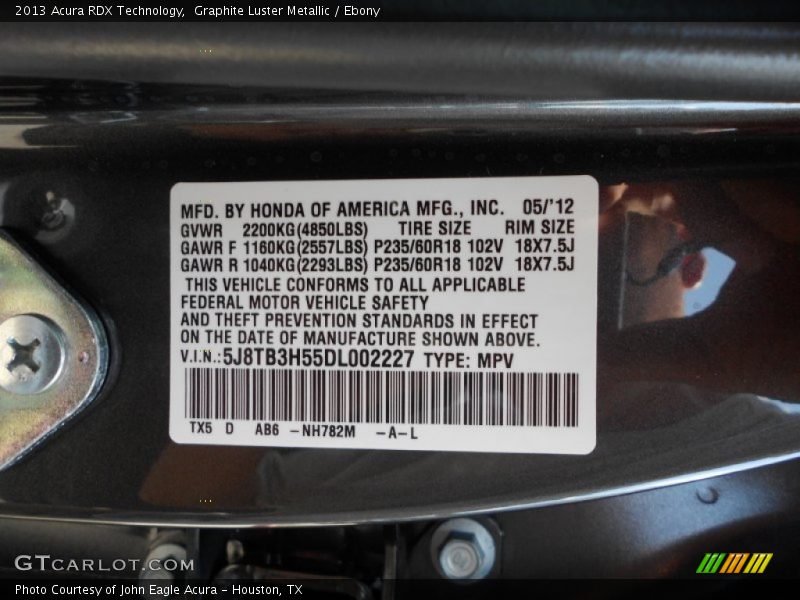 2013 Acura RDX Technology,  Graphite Luster Metallic / Ebony
MFD. BY HONDA OF AMERICA MFG., INC. 05/'12
GVWR 2200KG(4850LBS) TIRE SIZE RIM SIZE
GAWR F 1160KG(2557LBS) P235/60R18 102V 18X7.5J
GAWR R 1040KG(2293LBS) P235/60R18 102V 18X7.5J
THIS VEHICLE CONFORMS TO ALL APPLICABLE
FEDERAL MOTOR VEHICLE SAFETY
AND THEFT PREVENTION STANDARDS IN EFFECT
ON THE DATE OF MANUFACTURE SHOWN ABOVE.
V.I.N.:5J8TB3H55DL002227 TYPE: MPV
TX5 D AB6 -NH782M -A-L
GTCARLOT.COM
Photo Courtesy of John Eagle Acura - Houston, TX